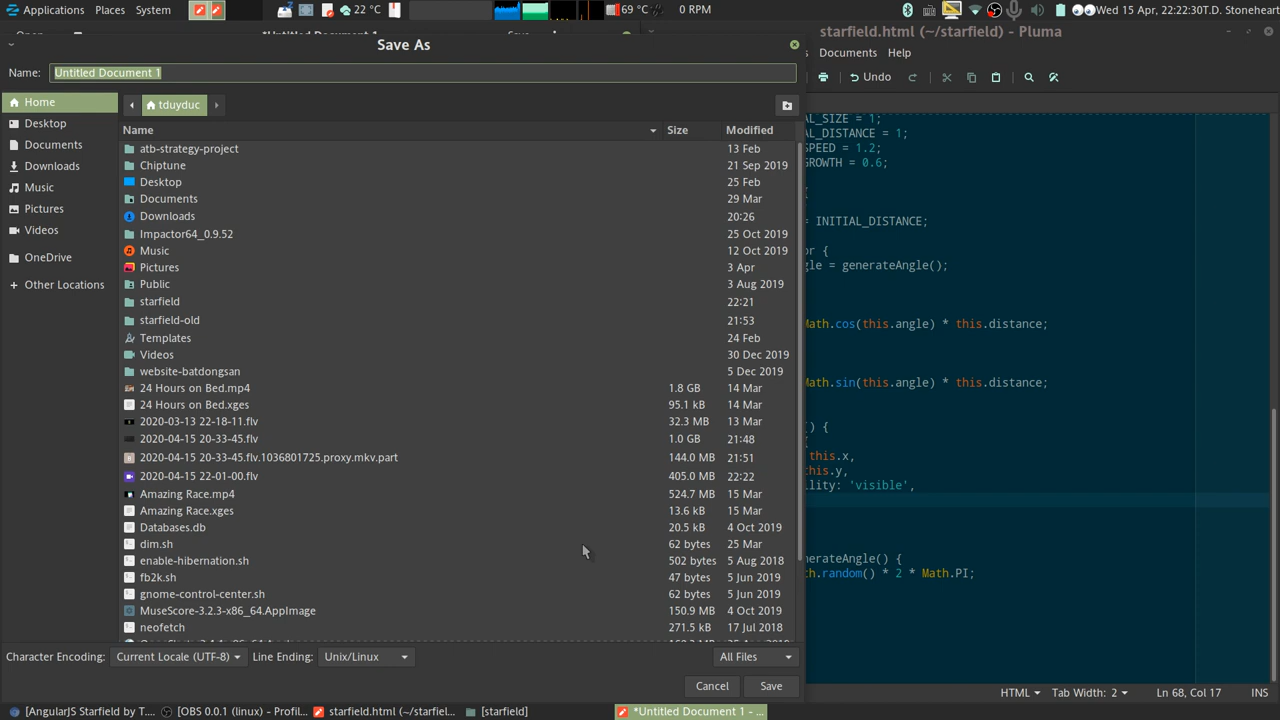 Applications Places System 22 °C 69 °C 0 RPM Wed 15 Apr, 22:22:30 T. D. Stoneheart
Open *Untitled Document 1 Save
starfield.html (~/starfield) - Pluma
Save As
Documents Help
Name: Untitled Document 1
Undo
Home
tduyduc
Desktop
Documents
Downloads
Music
Pictures
Videos
OneDrive
Other Locations
Name Size Modified
atb-strategy-project 13 Feb
Chiptune 21 Sep 2019
Desktop 25 Feb
Documents 29 Mar
Downloads 20:26
Impactor64_0.9.52 25 Oct 2019
Music 12 Oct 2019
Pictures 3 Apr
Public 3 Aug 2019
starfield 22:21
starfield-old 21:53
Templates 24 Feb
Videos 30 Dec 2019
website-batdongsan 5 Dec 2019
24 Hours on Bed.mp4 1.8 GB 14 Mar
24 Hours on Bed.xges 95.1 kB 14 Mar
2020-03-13 22-18-11.flv 32.3 MB 13 Mar
2020-04-15 20-33-45.flv 1.0 GB 21:48
2020-04-15 20-33-45.flv.1036801725.proxy.mkv.part 144.0 MB 21:51
2020-04-15 22-01-00.flv 405.0 MB 22:22
Amazing Race.mp4 524.7 MB 15 Mar
Amazing Race.xges 13.6 kB 15 Mar
Databases.db 20.5 kB 4 Oct 2019
dim.sh 62 bytes 25 Mar
enable-hibernation.sh 502 bytes 5 Aug 2018
fb2k.sh 47 bytes 5 Jun 2019
gnome-control-center.sh 62 bytes 5 Jun 2019
MuseScore-3.2.3-x86_64.AppImage 150.9 MB 4 Oct 2019
neofetch 271.5 kB 17 Jul 2018
AL_SIZE = 1;
AL_DISTANCE = 1;
SPEED = 1.2;
GROWTH = 0.6;
{
= INITIAL_DISTANCE;
or {
gle = generateAngle();
Math.cos(this.angle) * this.distance;
Math.sin(this.angle) * this.distance;
() {
{
this.x,
this.y,
ility: 'visible',
nerateAngle() {
th.random() * 2 * Math.PI;
Character Encoding: Current Locale (UTF-8) Line Ending: Unix/Linux All Files
Cancel Save
HTML Tab Width: 2 Ln 68, Col 17 INS
[AngularJS Starfield by T.... [OBS 0.0.1 (linux) - Profil... starfield.html (~/starfiel... [starfield] *Untitled Document 1 - ...